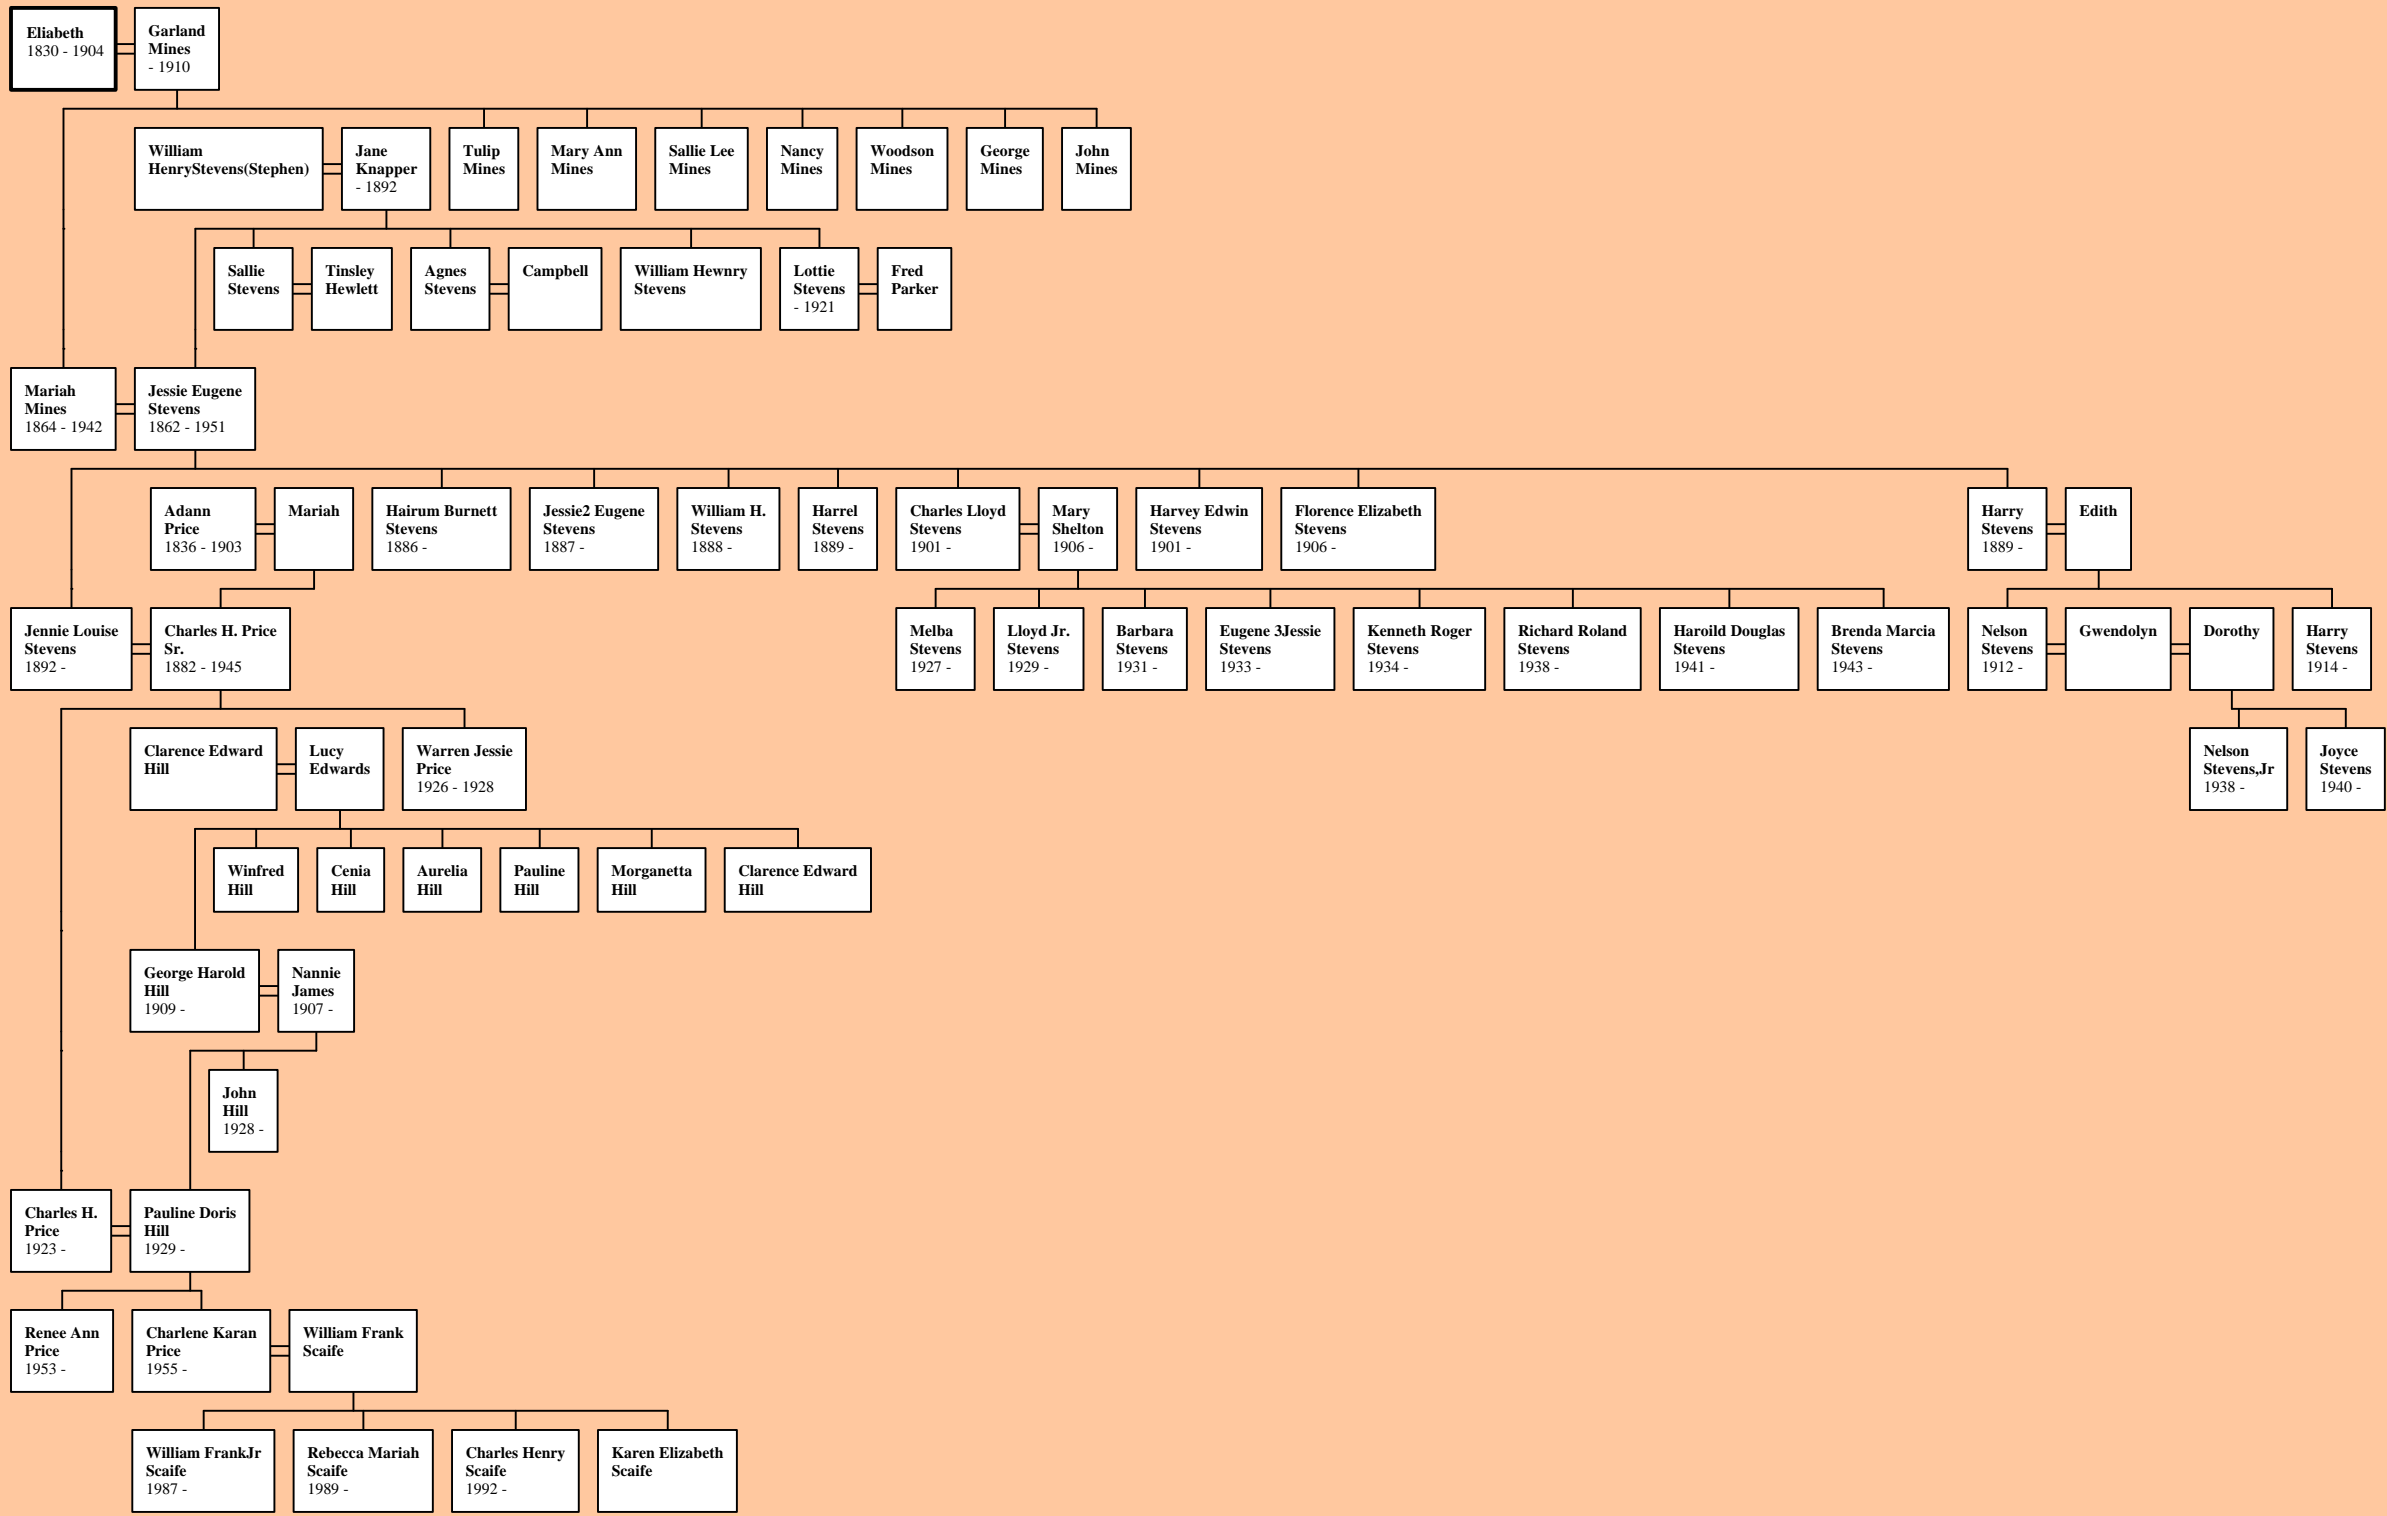 Eliabeth
1830 - 1904
Garland
Mines
- 1910
William
HenryStevens(Stephen)
Jane
Knapper
- 1892
Tulip
Mines
Mary Ann
Mines
Sallie Lee
Mines
Nancy
Mines
Woodson
Mines
George
Mines
John
Mines
Sallie
Stevens
Tinsley
Hewlett
Agnes
Stevens
Campbell
William Hewnry
Stevens
Lottie
Stevens
- 1921
Fred
Parker
Mariah
Mines
1864 - 1942
Jessie Eugene
Stevens
1862 - 1951
Adann
Price
1836 - 1903
Mariah
Hairum Burnett
Stevens
1886 -
Jessie2 Eugene
Stevens
1887 -
William H.
Stevens
1888 -
Harrel
Stevens
1889 -
Charles Lloyd
Stevens
1901 -
Mary
Shelton
1906 -
Harvey Edwin
Stevens
1901 -
Florence Elizabeth
Stevens
1906 -
Harry
Stevens
1889 -
Edith
Jennie Louise
Stevens
1892 -
Charles H. Price
Sr.
1882 - 1945
Melba
Stevens
1927 -
Lloyd Jr.
Stevens
1929 -
Barbara
Stevens
1931 -
Eugene 3Jessie
Stevens
1933 -
Kenneth Roger
Stevens
1934 -
Richard Roland
Stevens
1938 -
Haroild Douglas
Stevens
1941 -
Brenda Marcia
Stevens
1943 -
Nelson
Stevens
1912 -
Gwendolyn
Dorothy
Harry
Stevens
1914 -
Clarence Edward
Hill
Lucy
Edwards
Warren Jessie
Price
1926 - 1928
Nelson
Stevens,Jr
1938 -
Joyce
Stevens
1940 -
Winfred
Hill
Cenia
Hill
Aurelia
Hill
Pauline
Hill
Morganetta
Hill
Clarence Edward
Hill
George Harold
Hill
1909 -
Nannie
James
1907 -
John
Hill
1928 -
Charles H.
Price
1923 -
Pauline Doris
Hill
1929 -
Renee Ann
Price
1953 -
Charlene Karan
Price
1955 -
William Frank
Scaife
William FrankJr
Scaife
1987 -
Rebecca Mariah
Scaife
1989 -
Charles Henry
Scaife
1992 -
Karen Elizabeth
Scaife